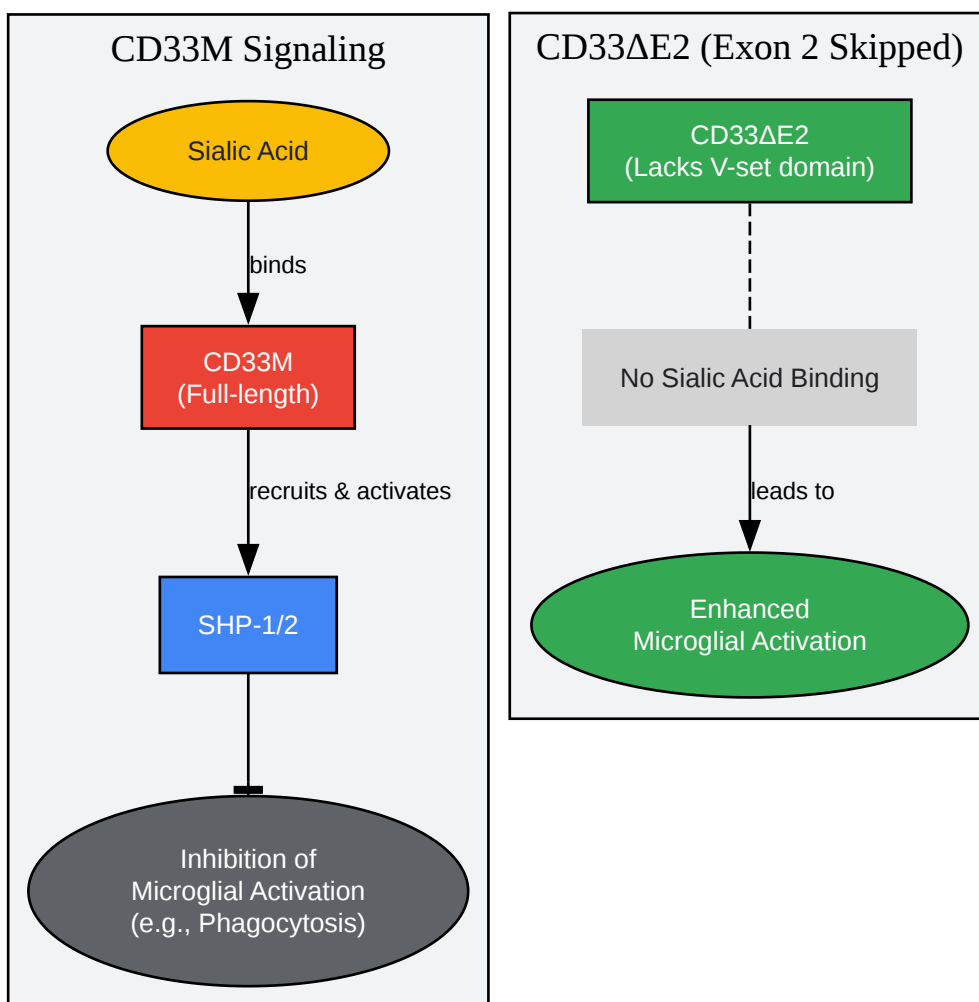 CD33M Signaling
Sialic Acid
binds
CD33M
(Full-length)
recruits & activates
SHP-1/2
Inhibition of
Microglial Activation
(e.g., Phagocytosis)
CD33ΔE2 (Exon 2 Skipped)
CD33ΔE2
(Lacks V-set domain)
No Sialic Acid Binding
leads to
Enhanced
Microglial Activation